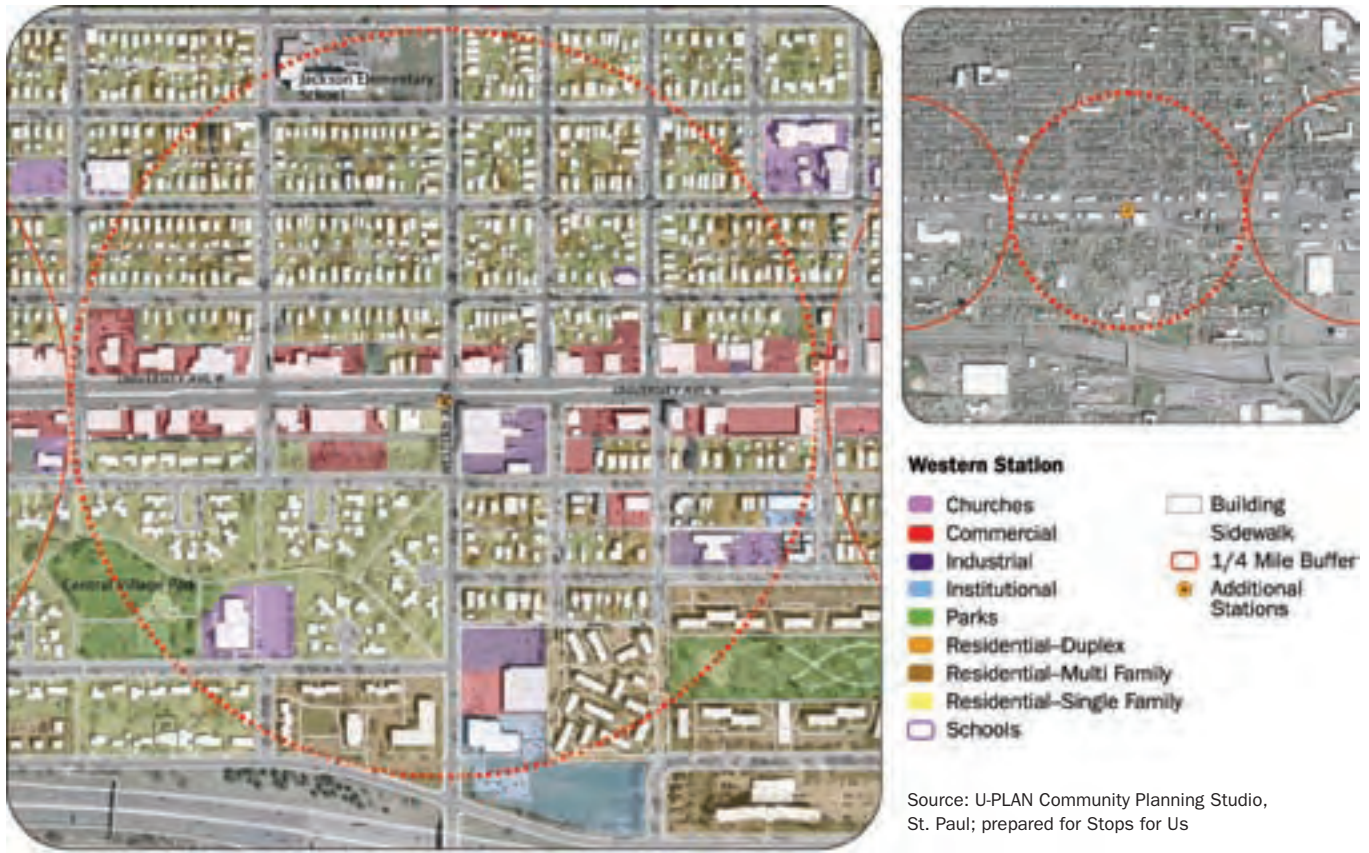 Jackson Elementary
School
UNIVERSITY AVE W
UNIVERSITY AVE W
Central Village Park
Western Station
Churches
Commercial
Industrial
Institutional
Parks
Residential–Duplex
Residential–Multi Family
Residential–Single Family
Schools
Building
Sidewalk
1/4 Mile Buffer
Additional
Stations
Source: U-PLAN Community Planning Studio,
St. Paul; prepared for Stops for Us